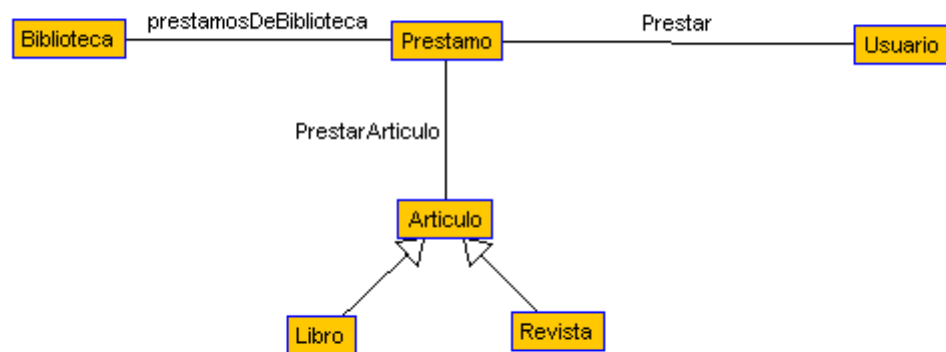 prestamosDeBiblioteca
Prestar
Biblioteca
Prestamo
Usuario
PrestarArticulo
Articulo
Libro
Revista